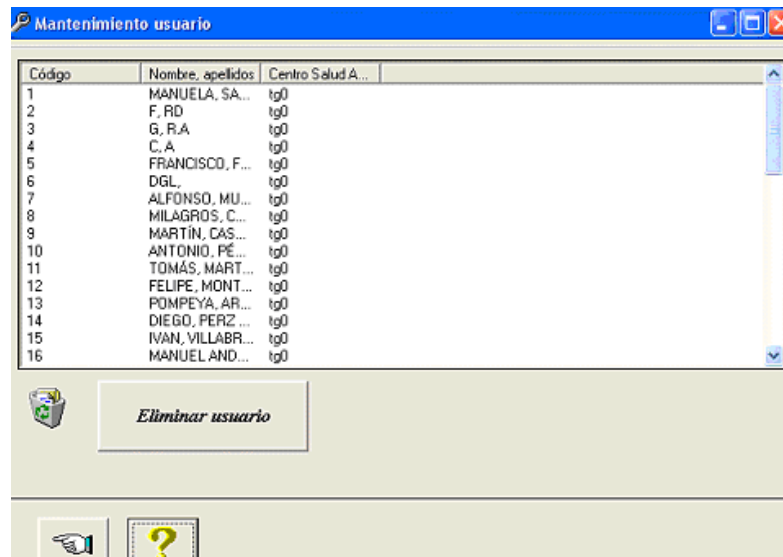 Mantenimiento usuario
Código Nombre, apellidos Centro Salud A...
1 MANUELA, SA... tg0
2 F, RD tg0
3 G, R.A tg0
4 C, A tg0
5 FRANCISCO, F... tg0
6 DGL, tg0
7 ALFONSO, MU... tg0
8 MILAGROS, C... tg0
9 MARTÍN, CAS... tg0
10 ANTONIO, PÉ... tg0
11 TOMÁS, MART... tg0
12 FELIPE, MONT... tg0
13 POMPEYA, AR... tg0
14 DIEGO, PERZ ... tg0
15 IVAN, VILLABR... tg0
16 MANUEL AND... tg0
Eliminar usuario
?